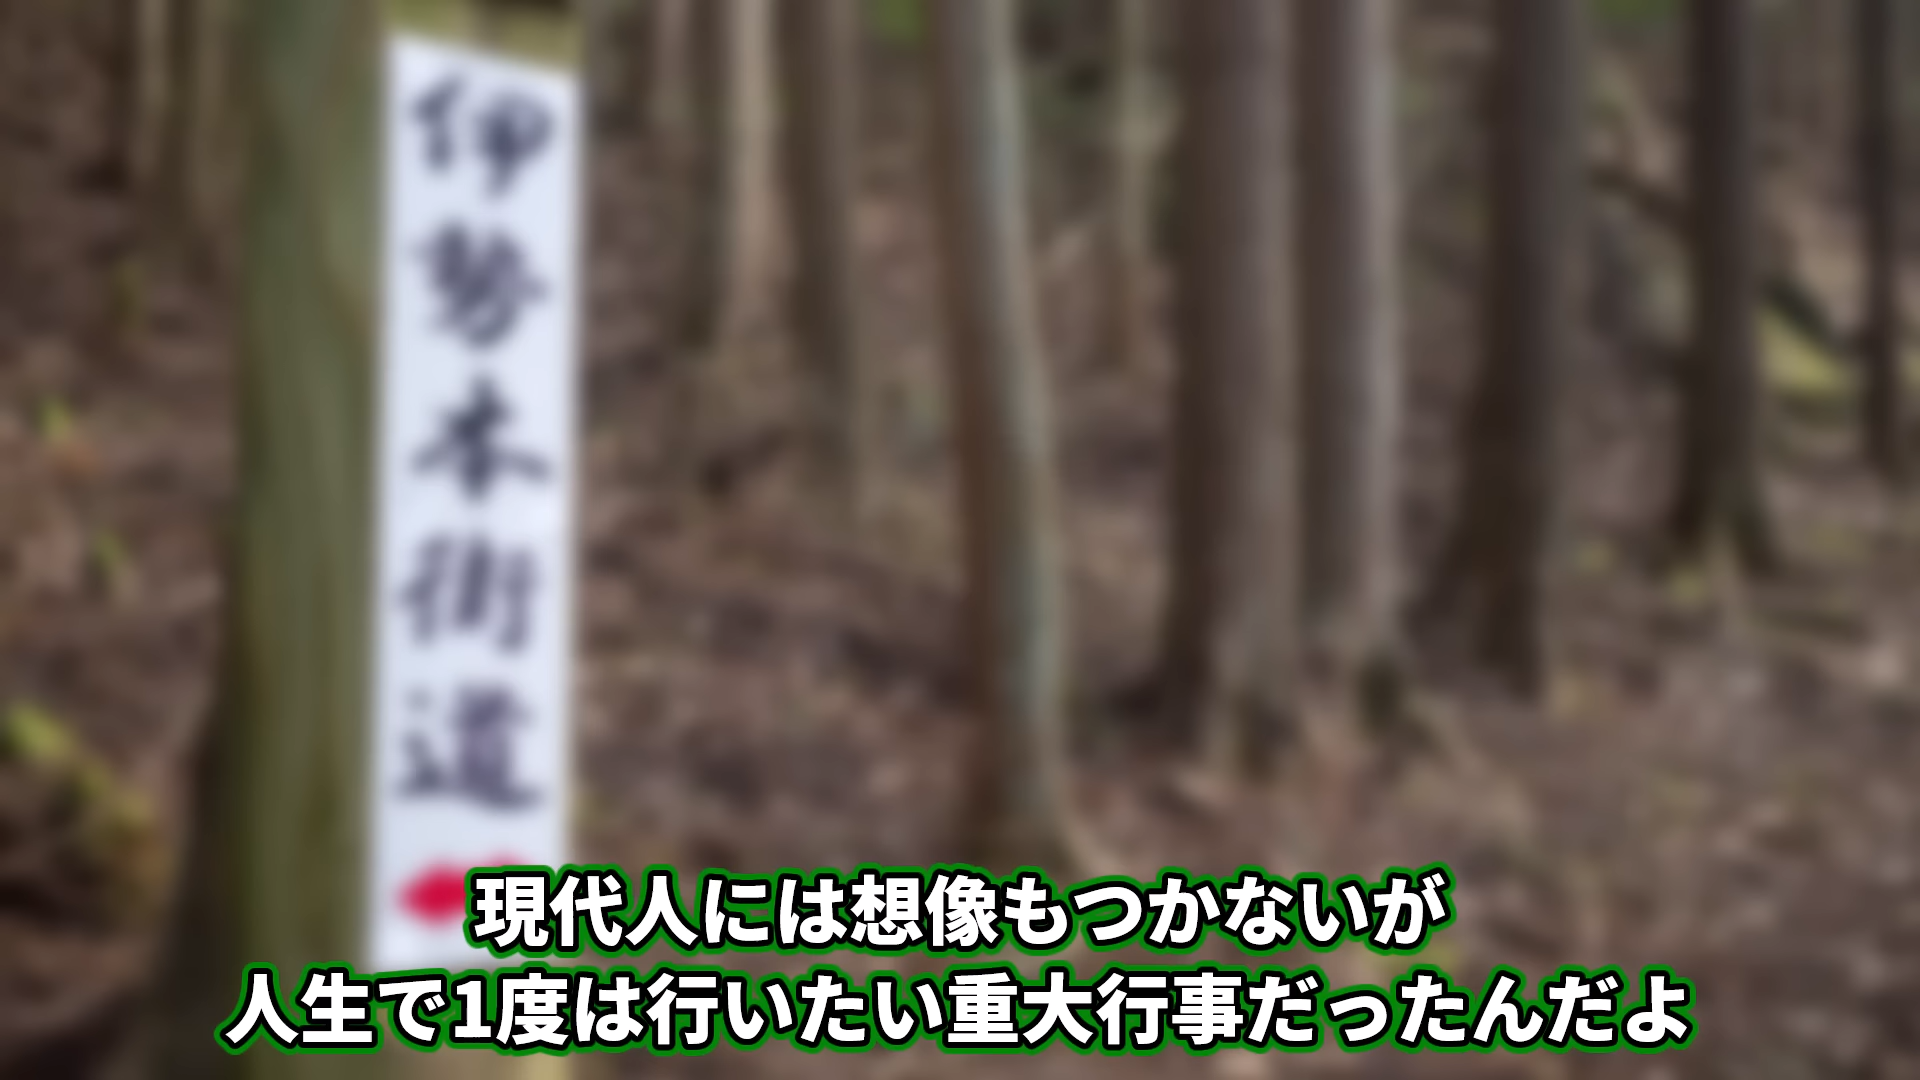 伊勢本街道
現代人には想像もつかないが
人生で1度は行いたい重大行事だったんだよ